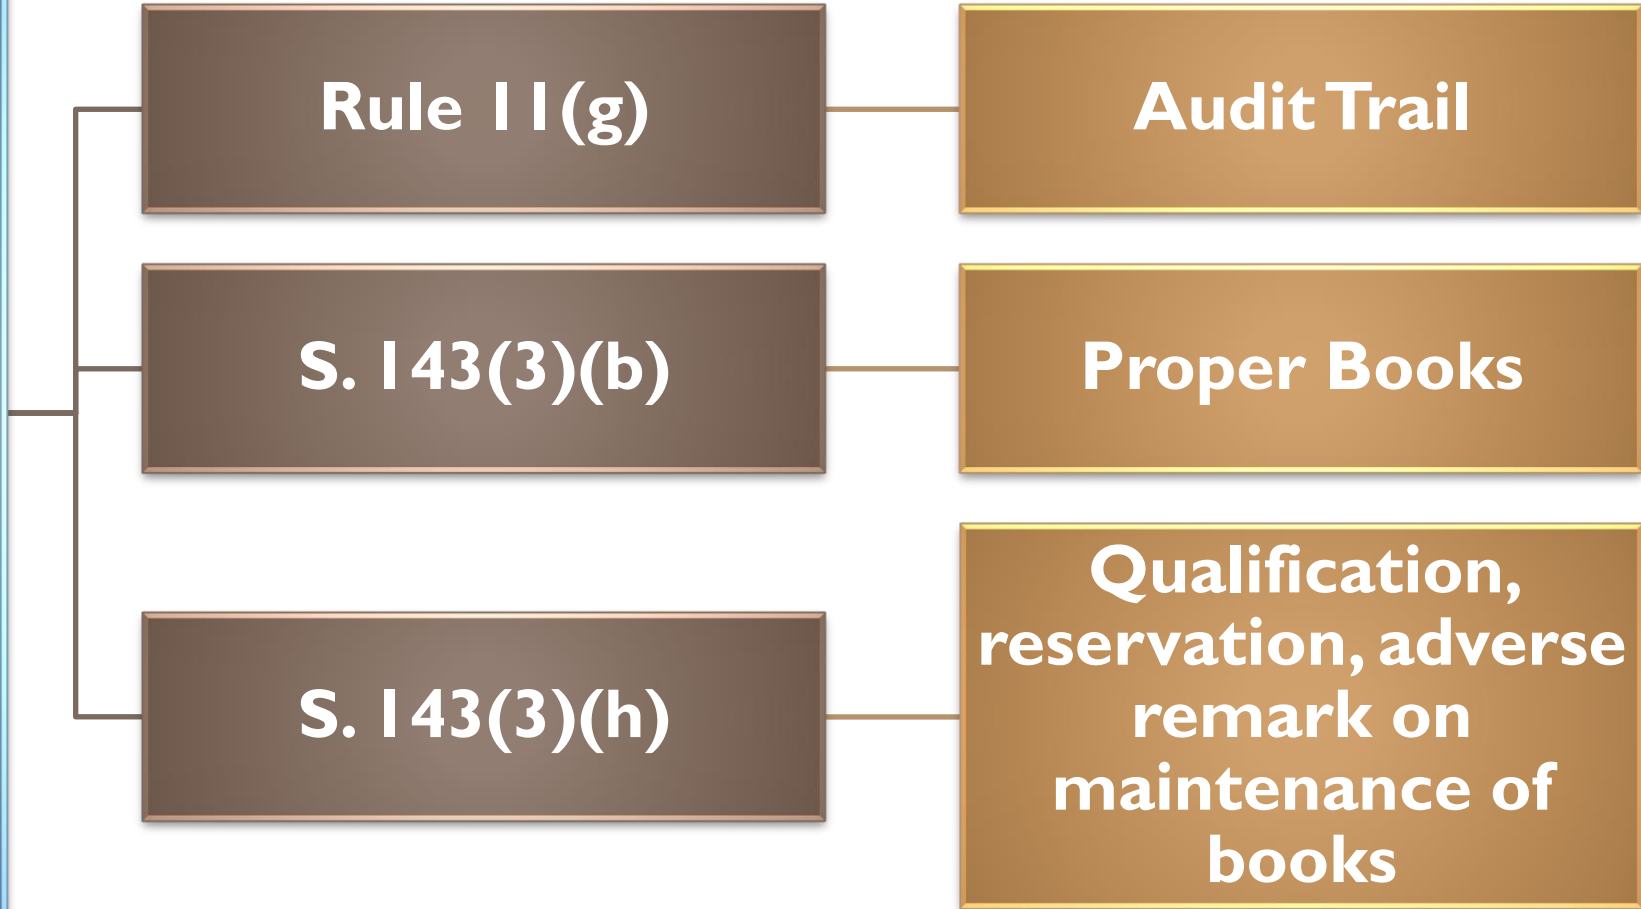 Rule 11(g)
Audit Trail
S. 143(3)(b)
Proper Books
S. 143(3)(h)
Qualification,
reservation, adverse
remark on
maintenance of
books